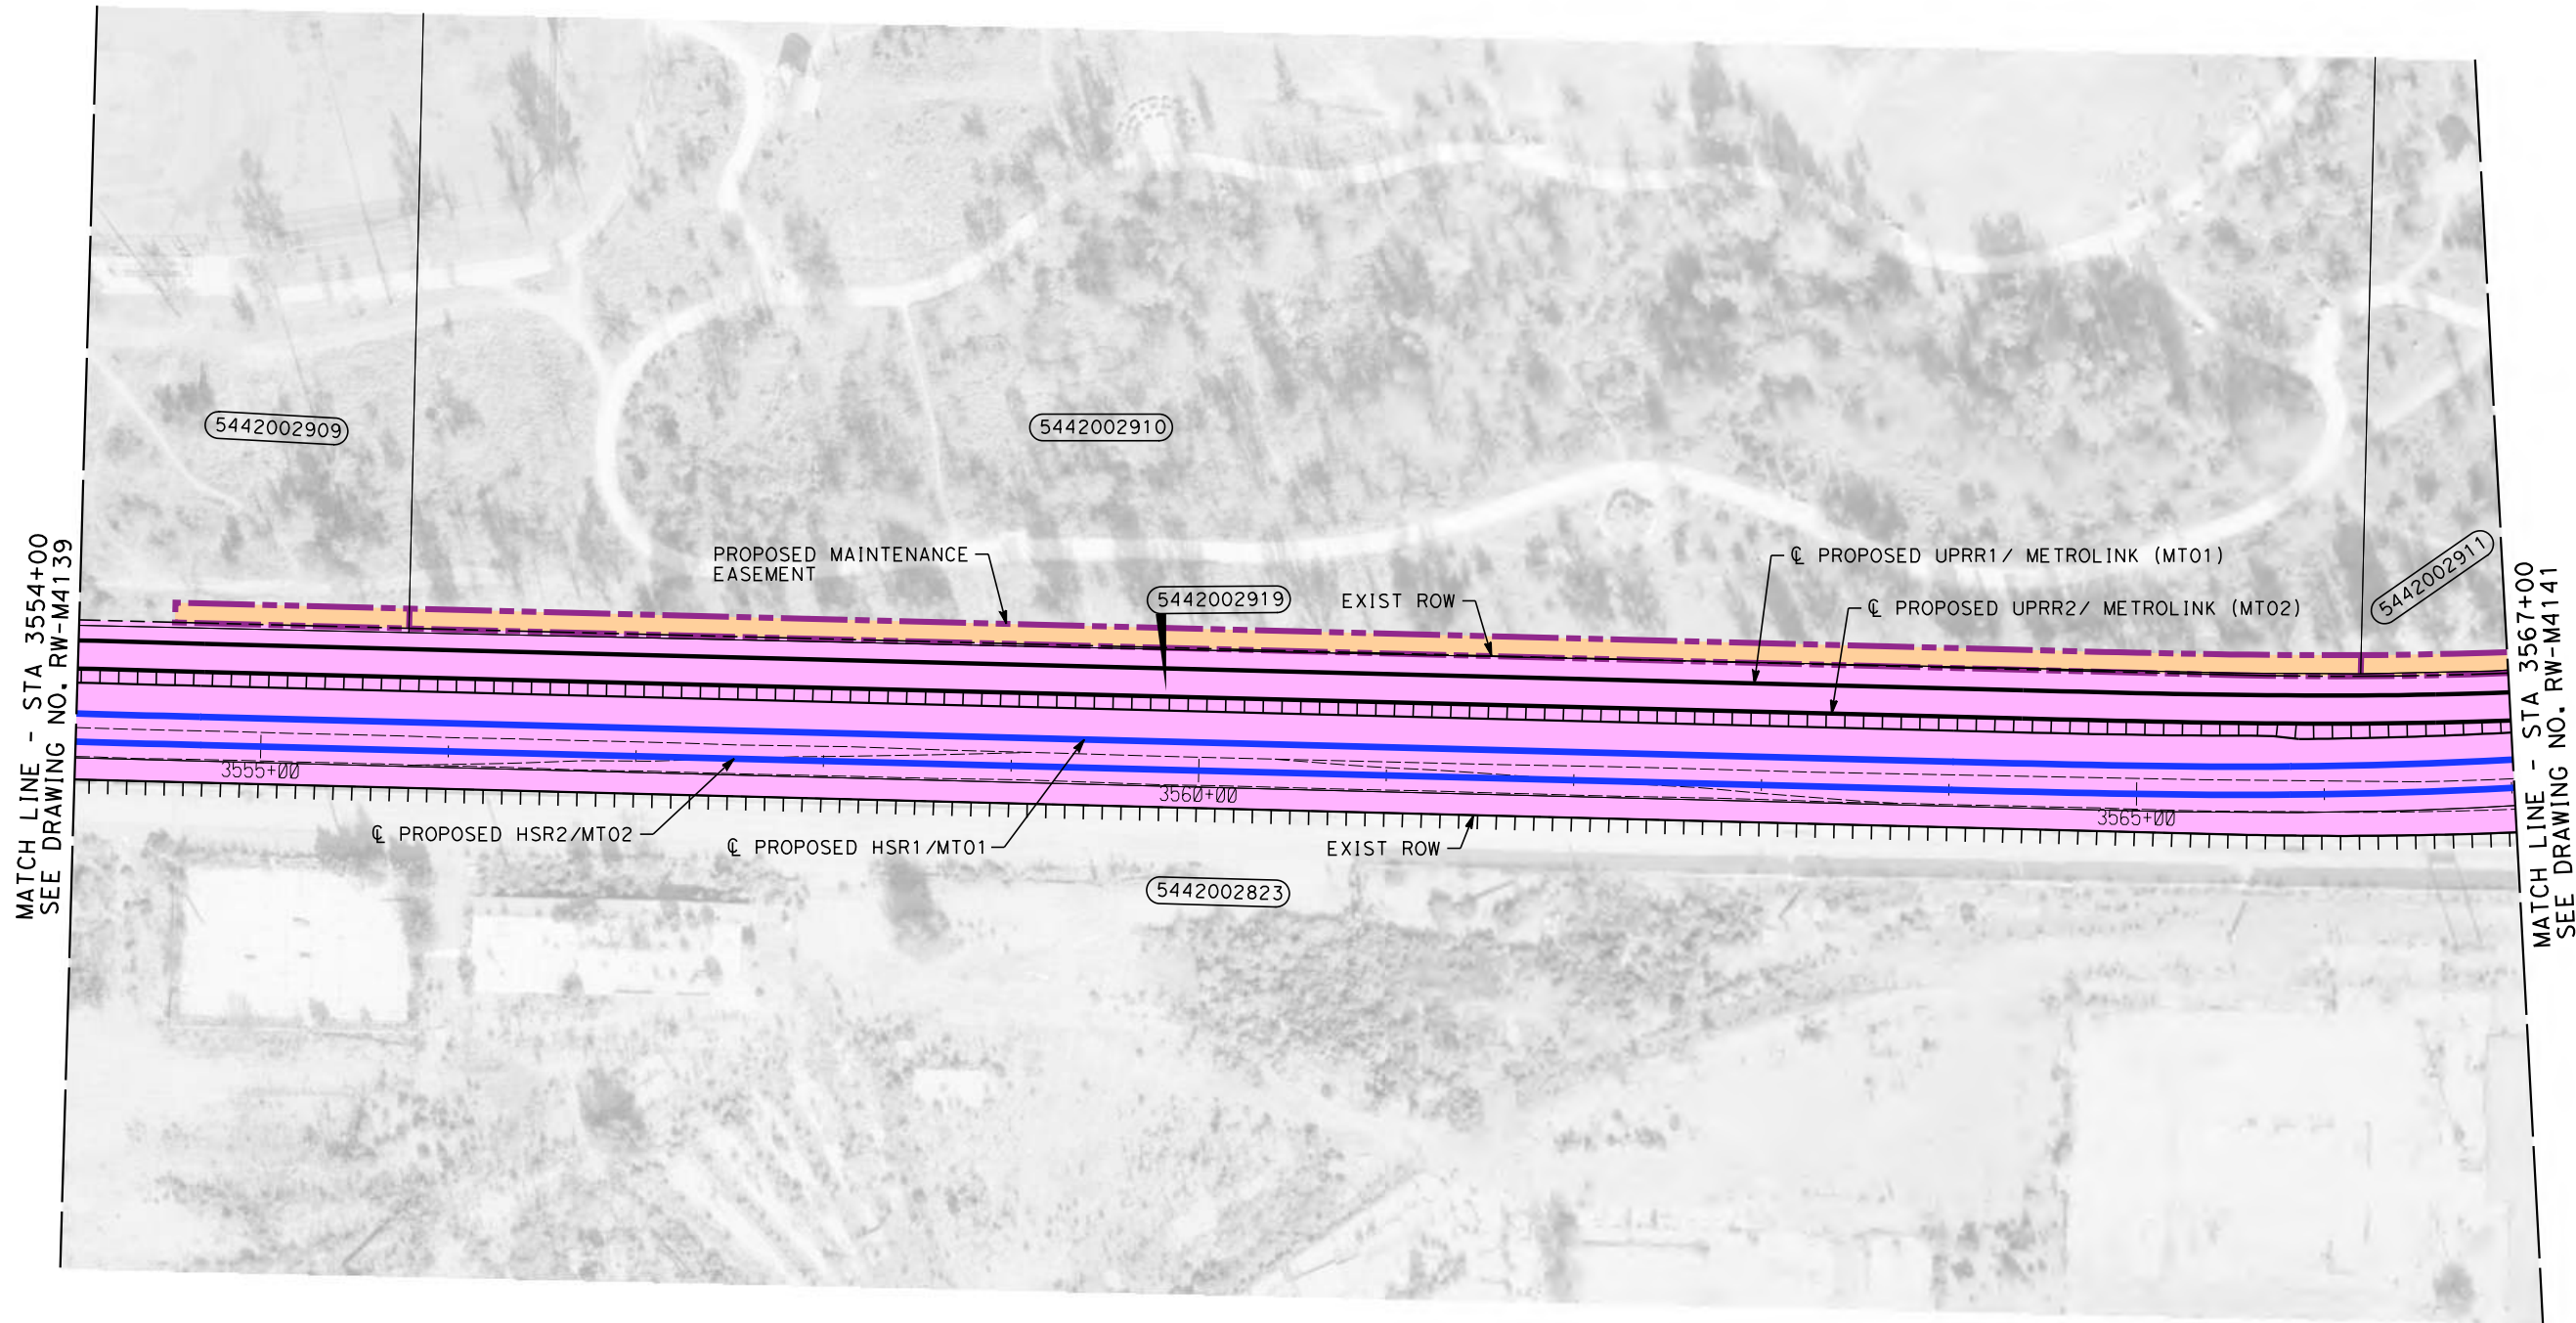 5442002909
5442002910
PROPOSED MAINTENANCE
EASEMENT
5442002919
EXIST ROW
℄ PROPOSED UPRR1/ METROLINK (MT01)
℄ PROPOSED UPRR2/ METROLINK (MT02)
5442002911
MATCH LINE - STA 3554+00
SEE DRAWING NO. RW-M4139
MATCH LINE - STA 3567+00
SEE DRAWING NO. RW-M4141
3555+00
3560+00
3565+00
℄ PROPOSED HSR2/MT02
℄ PROPOSED HSR1/MT01
EXIST ROW
5442002823